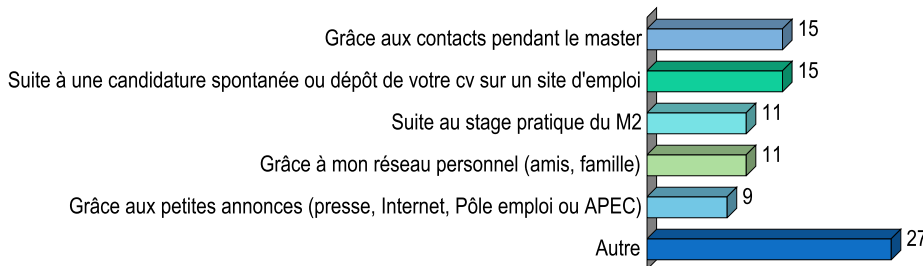 Grâce aux contacts pendant le master 15
Suite à une candidature spontanée ou dépôt de votre cv sur un site d'emploi 15
Suite au stage pratique du M2 11
Grâce à mon réseau personnel (amis, famille) 11
Grâce aux petites annonces (presse, Internet, Pôle emploi ou APEC) 9
Autre 27